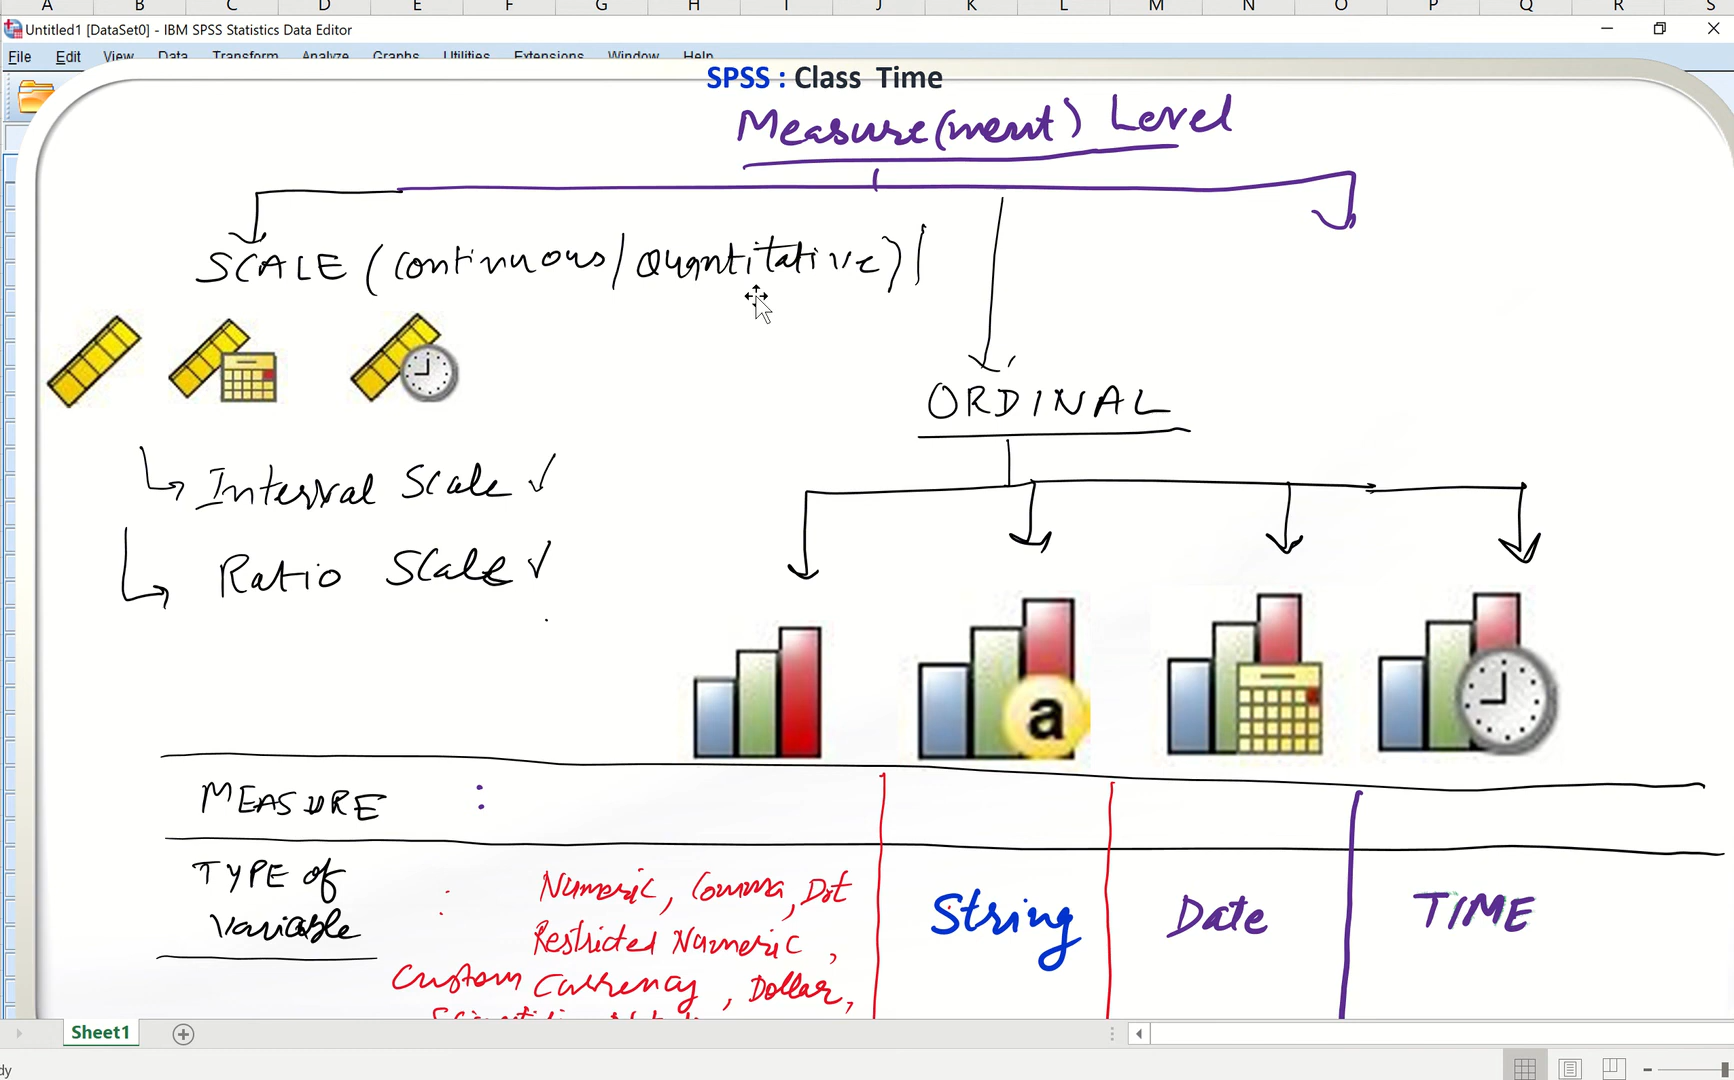 A B C D E F G H I J K L M N O P Q R S
Untitled1 [DataSet0] - IBM SPSS Statistics Data Editor
File Edit View Data Transform Analyze Graphs Utilities Extensions Window Help
SPSS : Class Time
Measure(ment) Level
SCALE (Continuous/Quantitative)
ORDINAL
Interval Scale ✓
Ratio Scale ✓
a
MEASURE :
TYPE of Variable :
Numeric, Comma, Dot
Restricted Numeric,
Custom Currency, Dollar,
String
Date
TIME
Sheet1
dy